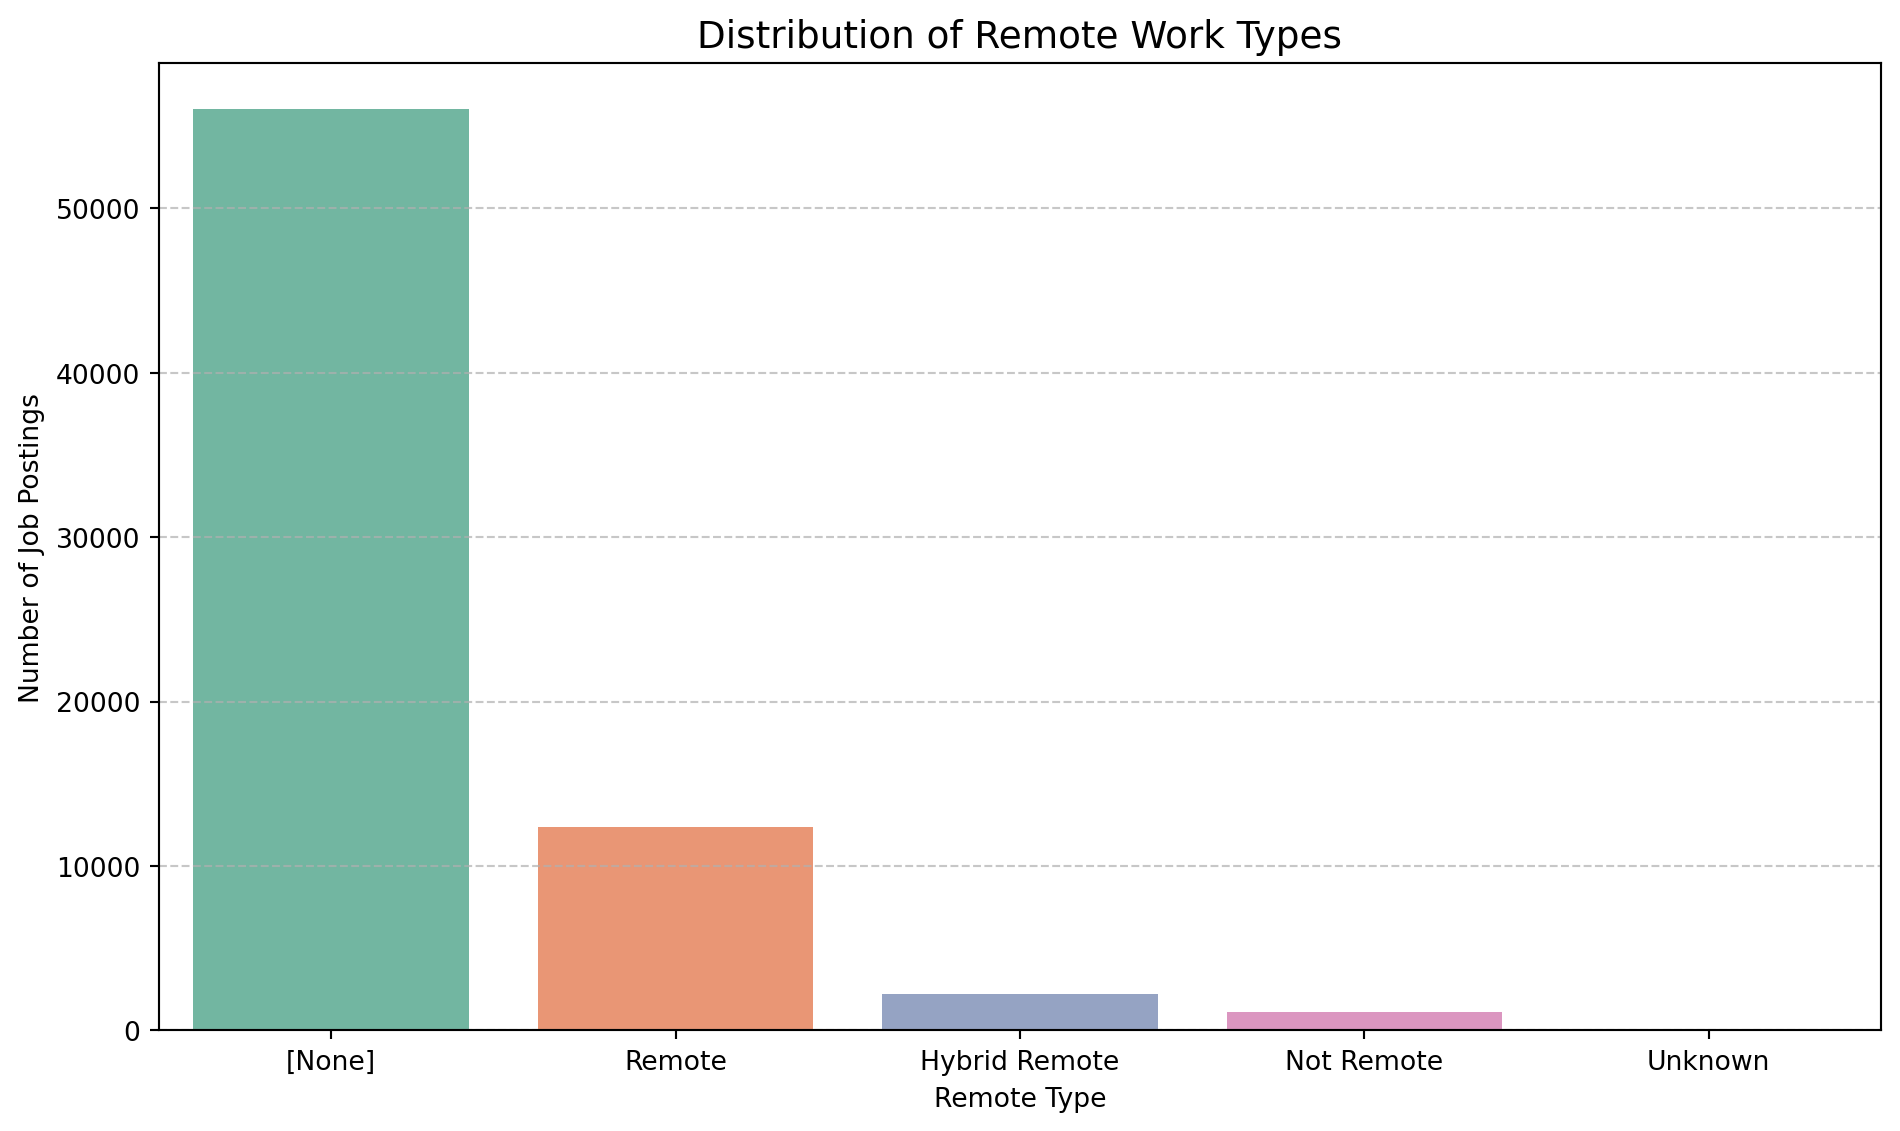 Distribution of Remote Work Types
Number of Job Postings
50000
40000
30000
20000
10000
0
[None] Remote Hybrid Remote Not Remote Unknown
Remote Type